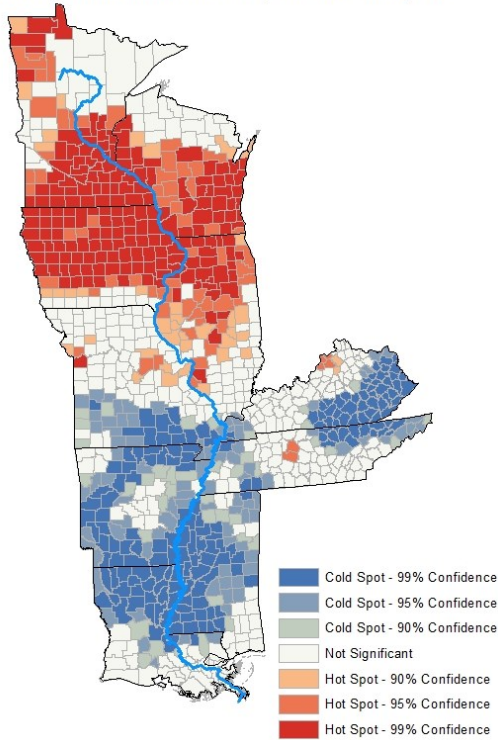 Cold Spot - 99% Confidence
Cold Spot - 95% Confidence
Cold Spot - 90% Confidence
Not Significant
Hot Spot - 90% Confidence
Hot Spot - 95% Confidence
Hot Spot - 99% Confidence